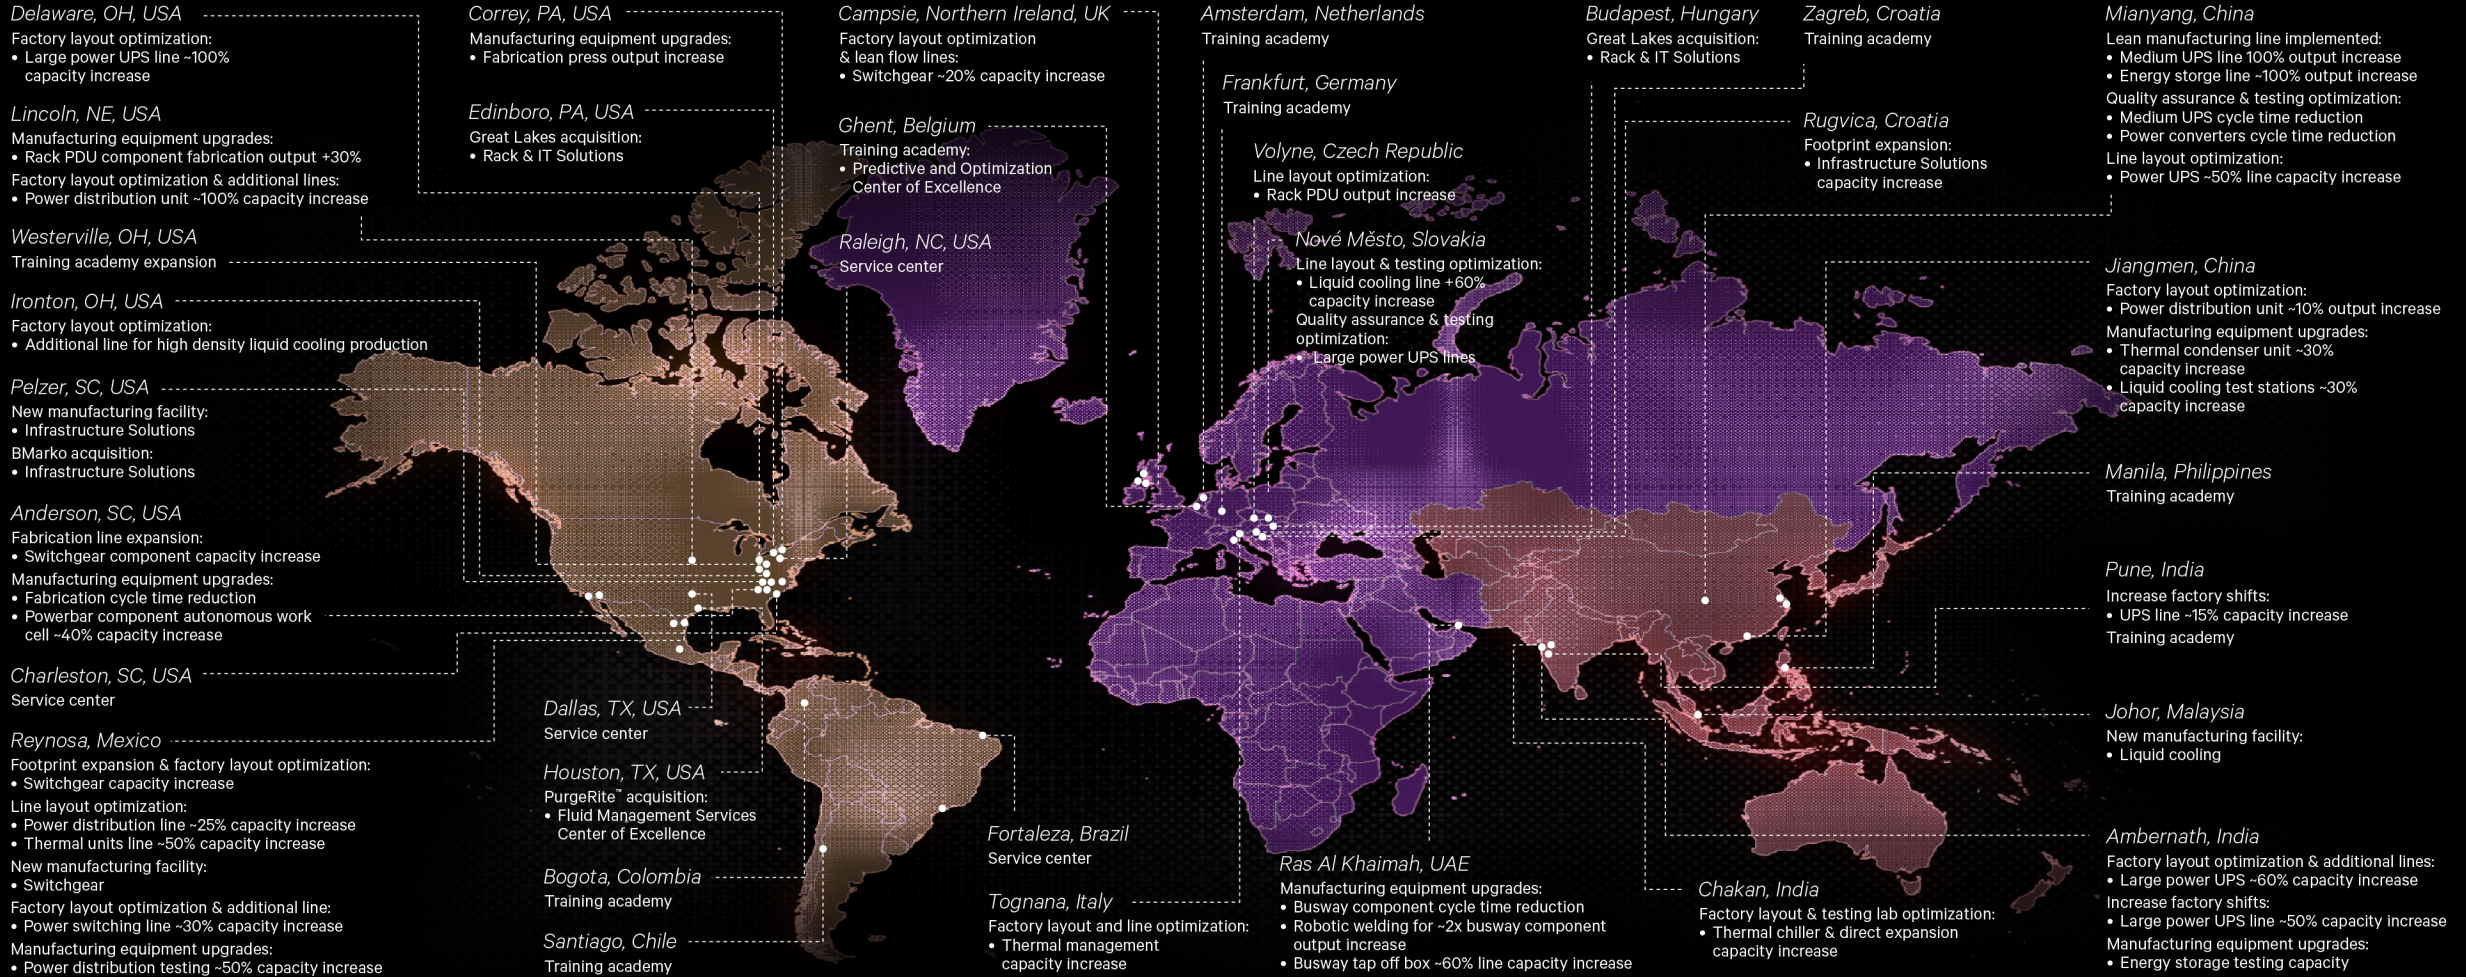 Delaware, OH, USA
Factory layout optimization:
• Large power UPS line ~100%
capacity increase
Lincoln, NE, USA
Manufacturing equipment upgrades:
• Rack PDU component fabrication output +30%
Factory layout optimization & additional lines:
• Power distribution unit ~100% capacity increase
Westerville, OH, USA
Training academy expansion
Ironton, OH, USA
Factory layout optimization:
• Additional line for high density liquid cooling production
Pelzer, SC, USA
New manufacturing facility:
• Infrastructure Solutions
BMarko acquisition:
• Infrastructure Solutions
Anderson, SC, USA
Fabrication line expansion:
• Switchgear component capacity increase
Manufacturing equipment upgrades:
• Fabrication cycle time reduction
• Powerbar component autonomous work
cell ~40% capacity increase
Charleston, SC, USA
Service center
Reynosa, Mexico
Footprint expansion & factory layout optimization:
• Switchgear capacity increase
Line layout optimization:
• Power distribution line ~25% capacity increase
• Thermal units line ~50% capacity increase
New manufacturing facility:
• Switchgear
Factory layout optimization & additional line:
• Power switching line ~30% capacity increase
Manufacturing equipment upgrades:
• Power distribution testing ~50% capacity increase
Correy, PA, USA
Manufacturing equipment upgrades:
• Fabrication press output increase
Edinboro, PA, USA
Great Lakes acquisition:
• Rack & IT Solutions
Dallas, TX, USA
Service center
Houston, TX, USA
PurgeRite™ acquisition:
• Fluid Management Services
Center of Excellence
Bogota, Colombia
Training academy
Santiago, Chile
Training academy
Campsie, Northern Ireland, UK
Factory layout optimization
& lean flow lines:
• Switchgear ~20% capacity increase
Ghent, Belgium
Training academy:
• Predictive and Optimization
Center of Excellence
Raleigh, NC, USA
Service center
Fortaleza, Brazil
Service center
Tognana, Italy
Factory layout and line optimization:
• Thermal management
capacity increase
Amsterdam, Netherlands
Training academy
Frankfurt, Germany
Training academy
Volyne, Czech Republic
Line layout optimization:
• Rack PDU output increase
Nové Město, Slovakia
Line layout & testing optimization:
• Liquid cooling line +60%
capacity increase
Quality assurance & testing
optimization:
• Large power UPS lines
Ras Al Khaimah, UAE
Manufacturing equipment upgrades:
• Busway component cycle time reduction
• Robotic welding for ~2x busway component
output increase
• Busway tap off box ~60% line capacity increase
Budapest, Hungary
Great Lakes acquisition:
• Rack & IT Solutions
Zagreb, Croatia
Training academy
Rugvica, Croatia
Footprint expansion:
• Infrastructure Solutions
capacity increase
Chakan, India
Factory layout & testing lab optimization:
• Thermal chiller & direct expansion
capacity increase
Mianyang, China
Lean manufacturing line implemented:
• Medium UPS line 100% output increase
• Energy storge line ~100% output increase
Quality assurance & testing optimization:
• Medium UPS cycle time reduction
• Power converters cycle time reduction
Line layout optimization:
• Power UPS ~50% line capacity increase
Jiangmen, China
Factory layout optimization:
• Power distribution unit ~10% output increase
Manufacturing equipment upgrades:
• Thermal condenser unit ~30%
capacity increase
• Liquid cooling test stations ~30%
capacity increase
Manila, Philippines
Training academy
Pune, India
Increase factory shifts:
• UPS line ~15% capacity increase
Training academy
Johor, Malaysia
New manufacturing facility:
• Liquid cooling
Ambernath, India
Factory layout optimization & additional lines:
• Large power UPS ~60% capacity increase
Increase factory shifts:
• Large power UPS line ~50% capacity increase
Manufacturing equipment upgrades:
• Energy storage testing capacity